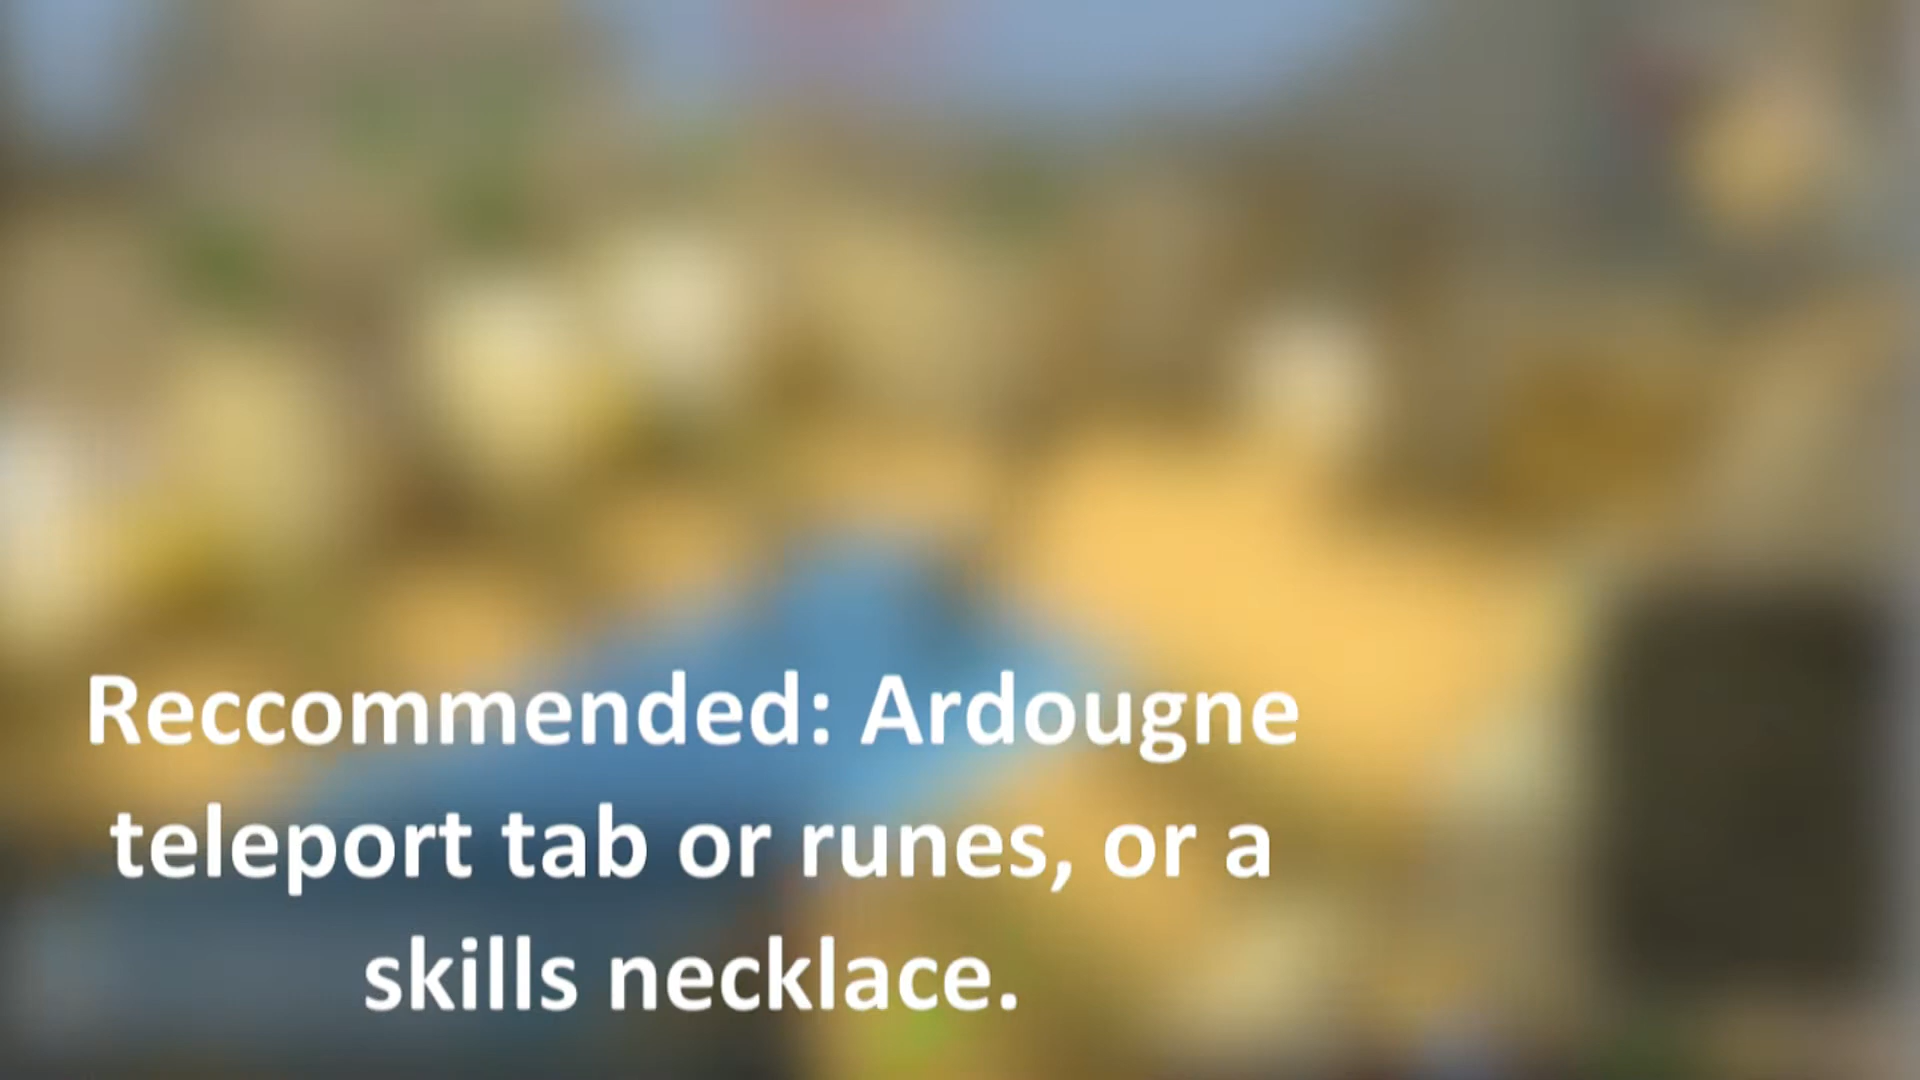 Reccommended: Ardougne
teleport tab or runes, or a
skills necklace.